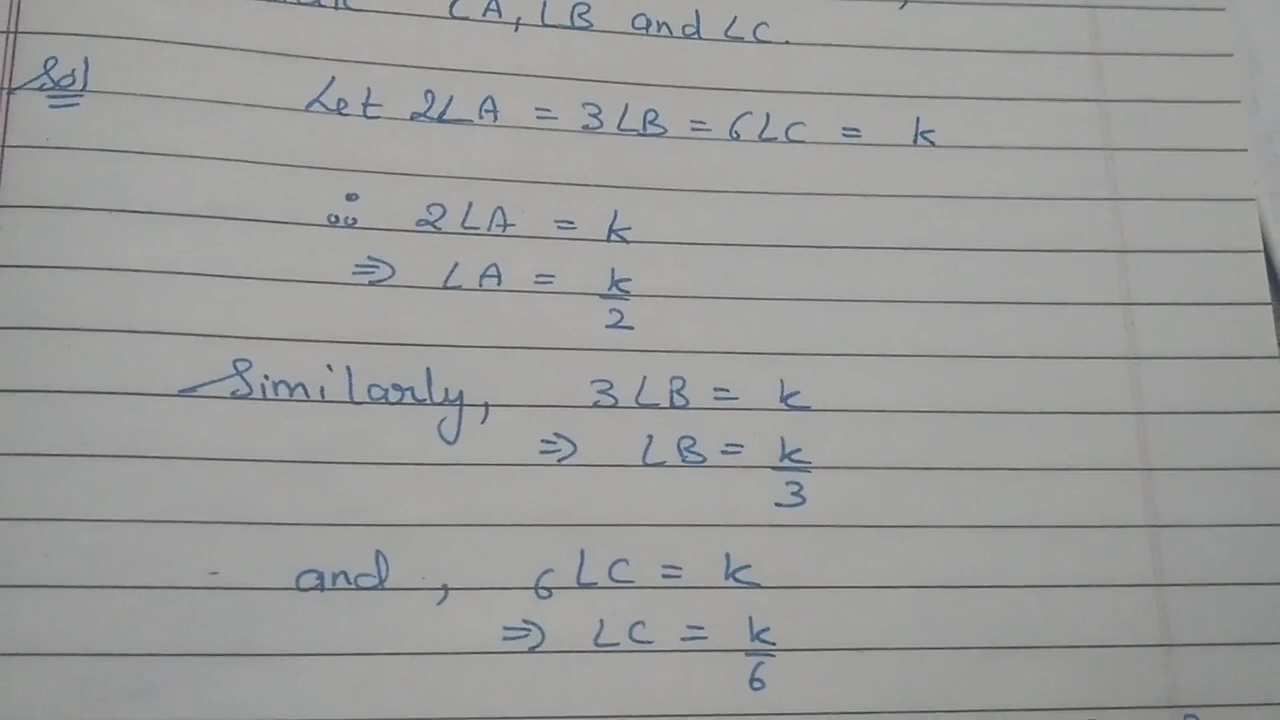 ∠A, ∠B and ∠C.
Sol
Let 2∠A = 3∠B = 6∠C = k
∴ 2∠A = k
⇒ ∠A = k/2
Similarly, 3∠B = k
⇒ ∠B = k/3
and, 6∠C = k
⇒ ∠C = k/6